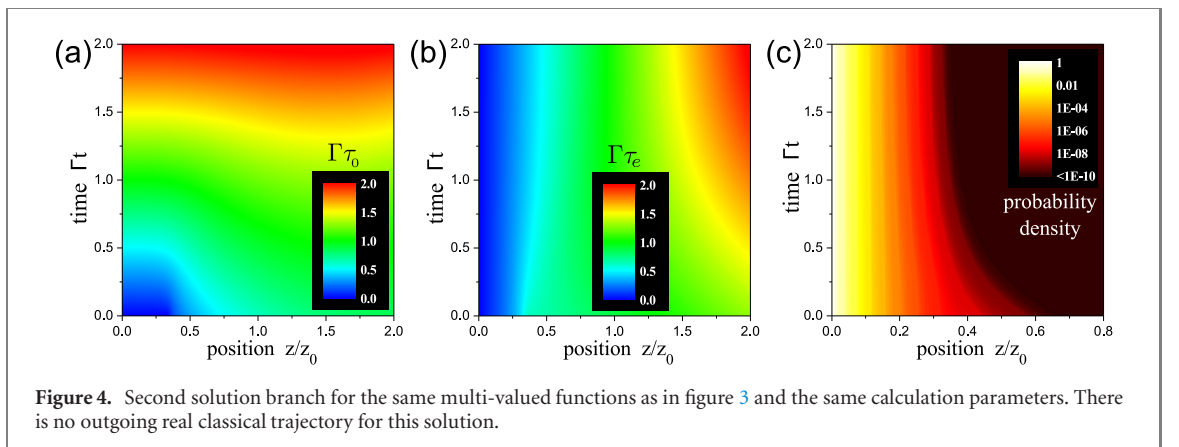 (a)
2.0
1.5
1.0
0.5
0.0
time Γt
0.0 0.5 1.0 1.5 2.0
position z/z₀
Γτ₀
2.0
1.5
1.0
0.5
0.0
(b)
2.0
1.5
1.0
0.5
0.0
time Γt
0.0 0.5 1.0 1.5 2.0
position z/z₀
Γτₑ
2.0
1.5
1.0
0.5
0.0
(c)
2.0
1.5
1.0
0.5
0.0
time Γt
0.0 0.2 0.4 0.6 0.8
position z/z₀
1
0.01
1E-04
1E-06
1E-08
<1E-10
probability
density
Figure 4. Second solution branch for the same multi-valued functions as in figure 3 and the same calculation parameters. There
is no outgoing real classical trajectory for this solution.